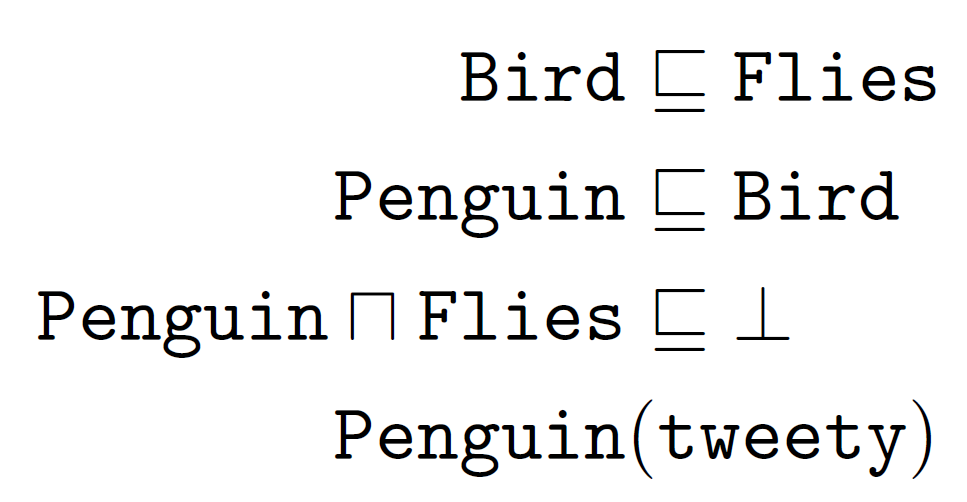 Bird ⊑ Flies
Penguin ⊑ Bird
Penguin ⊓ Flies ⊑ ⊥
Penguin(tweety)